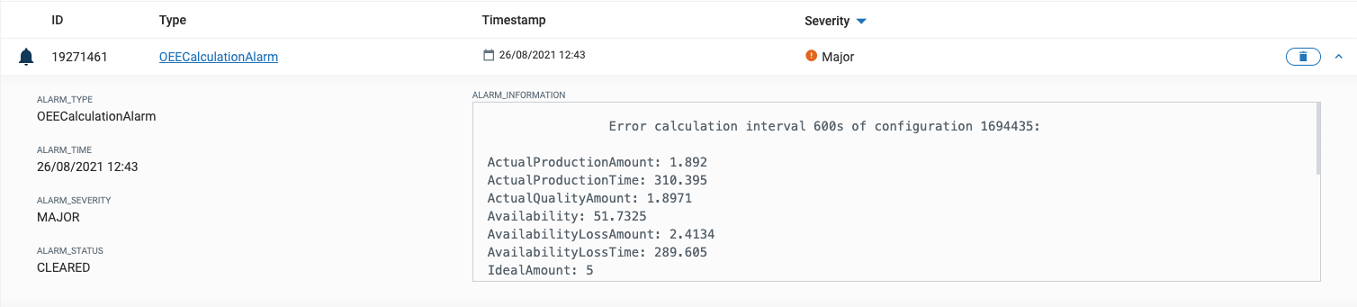 ID Type Timestamp Severity
19271461 OEECalculationAlarm 26/08/2021 12:43 Major
ALARM_TYPE
OEECalculationAlarm
ALARM_TIME
26/08/2021 12:43
ALARM_SEVERITY
MAJOR
ALARM_STATUS
CLEARED
ALARM_INFORMATION
Error calculation interval 600s of configuration 1694435:
ActualProductionAmount: 1.892
ActualProductionTime: 310.395
ActualQualityAmount: 1.8971
Availability: 51.7325
AvailabilityLossAmount: 2.4134
AvailabilityLossTime: 289.605
IdealAmount: 5